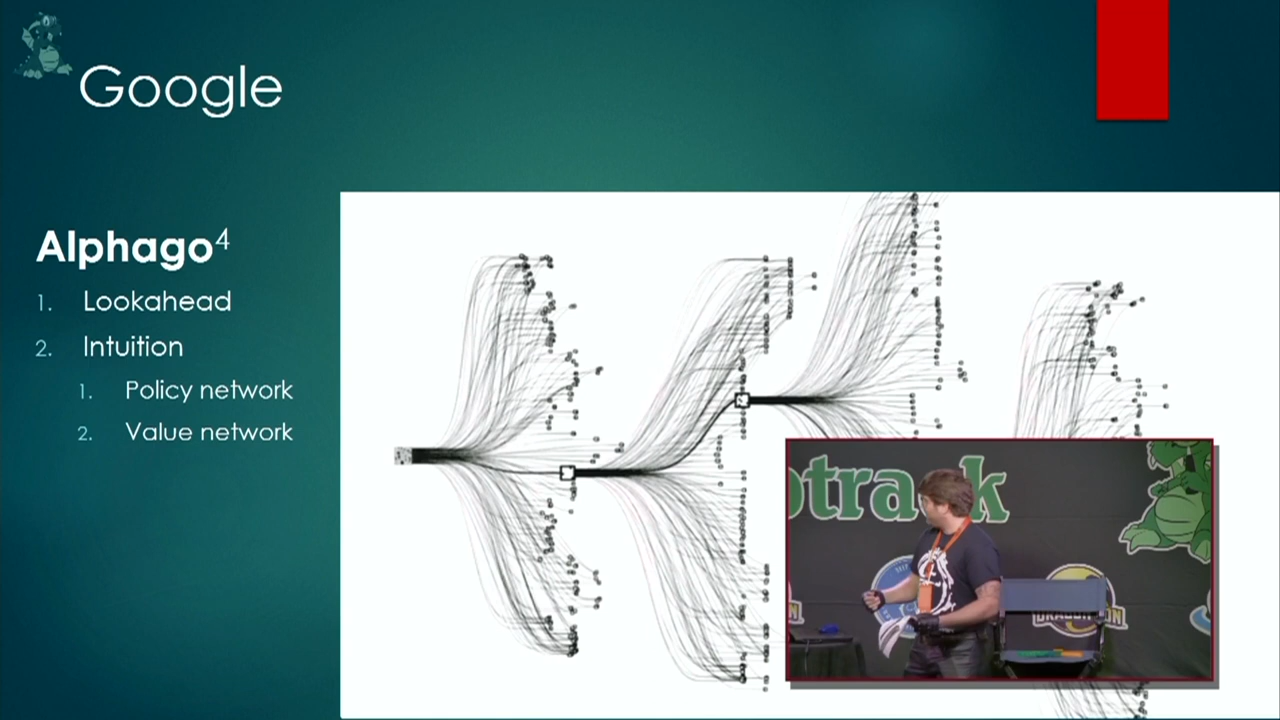 Google
Alphago4
1. Lookahead
2. Intuition
1. Policy network
2. Value network